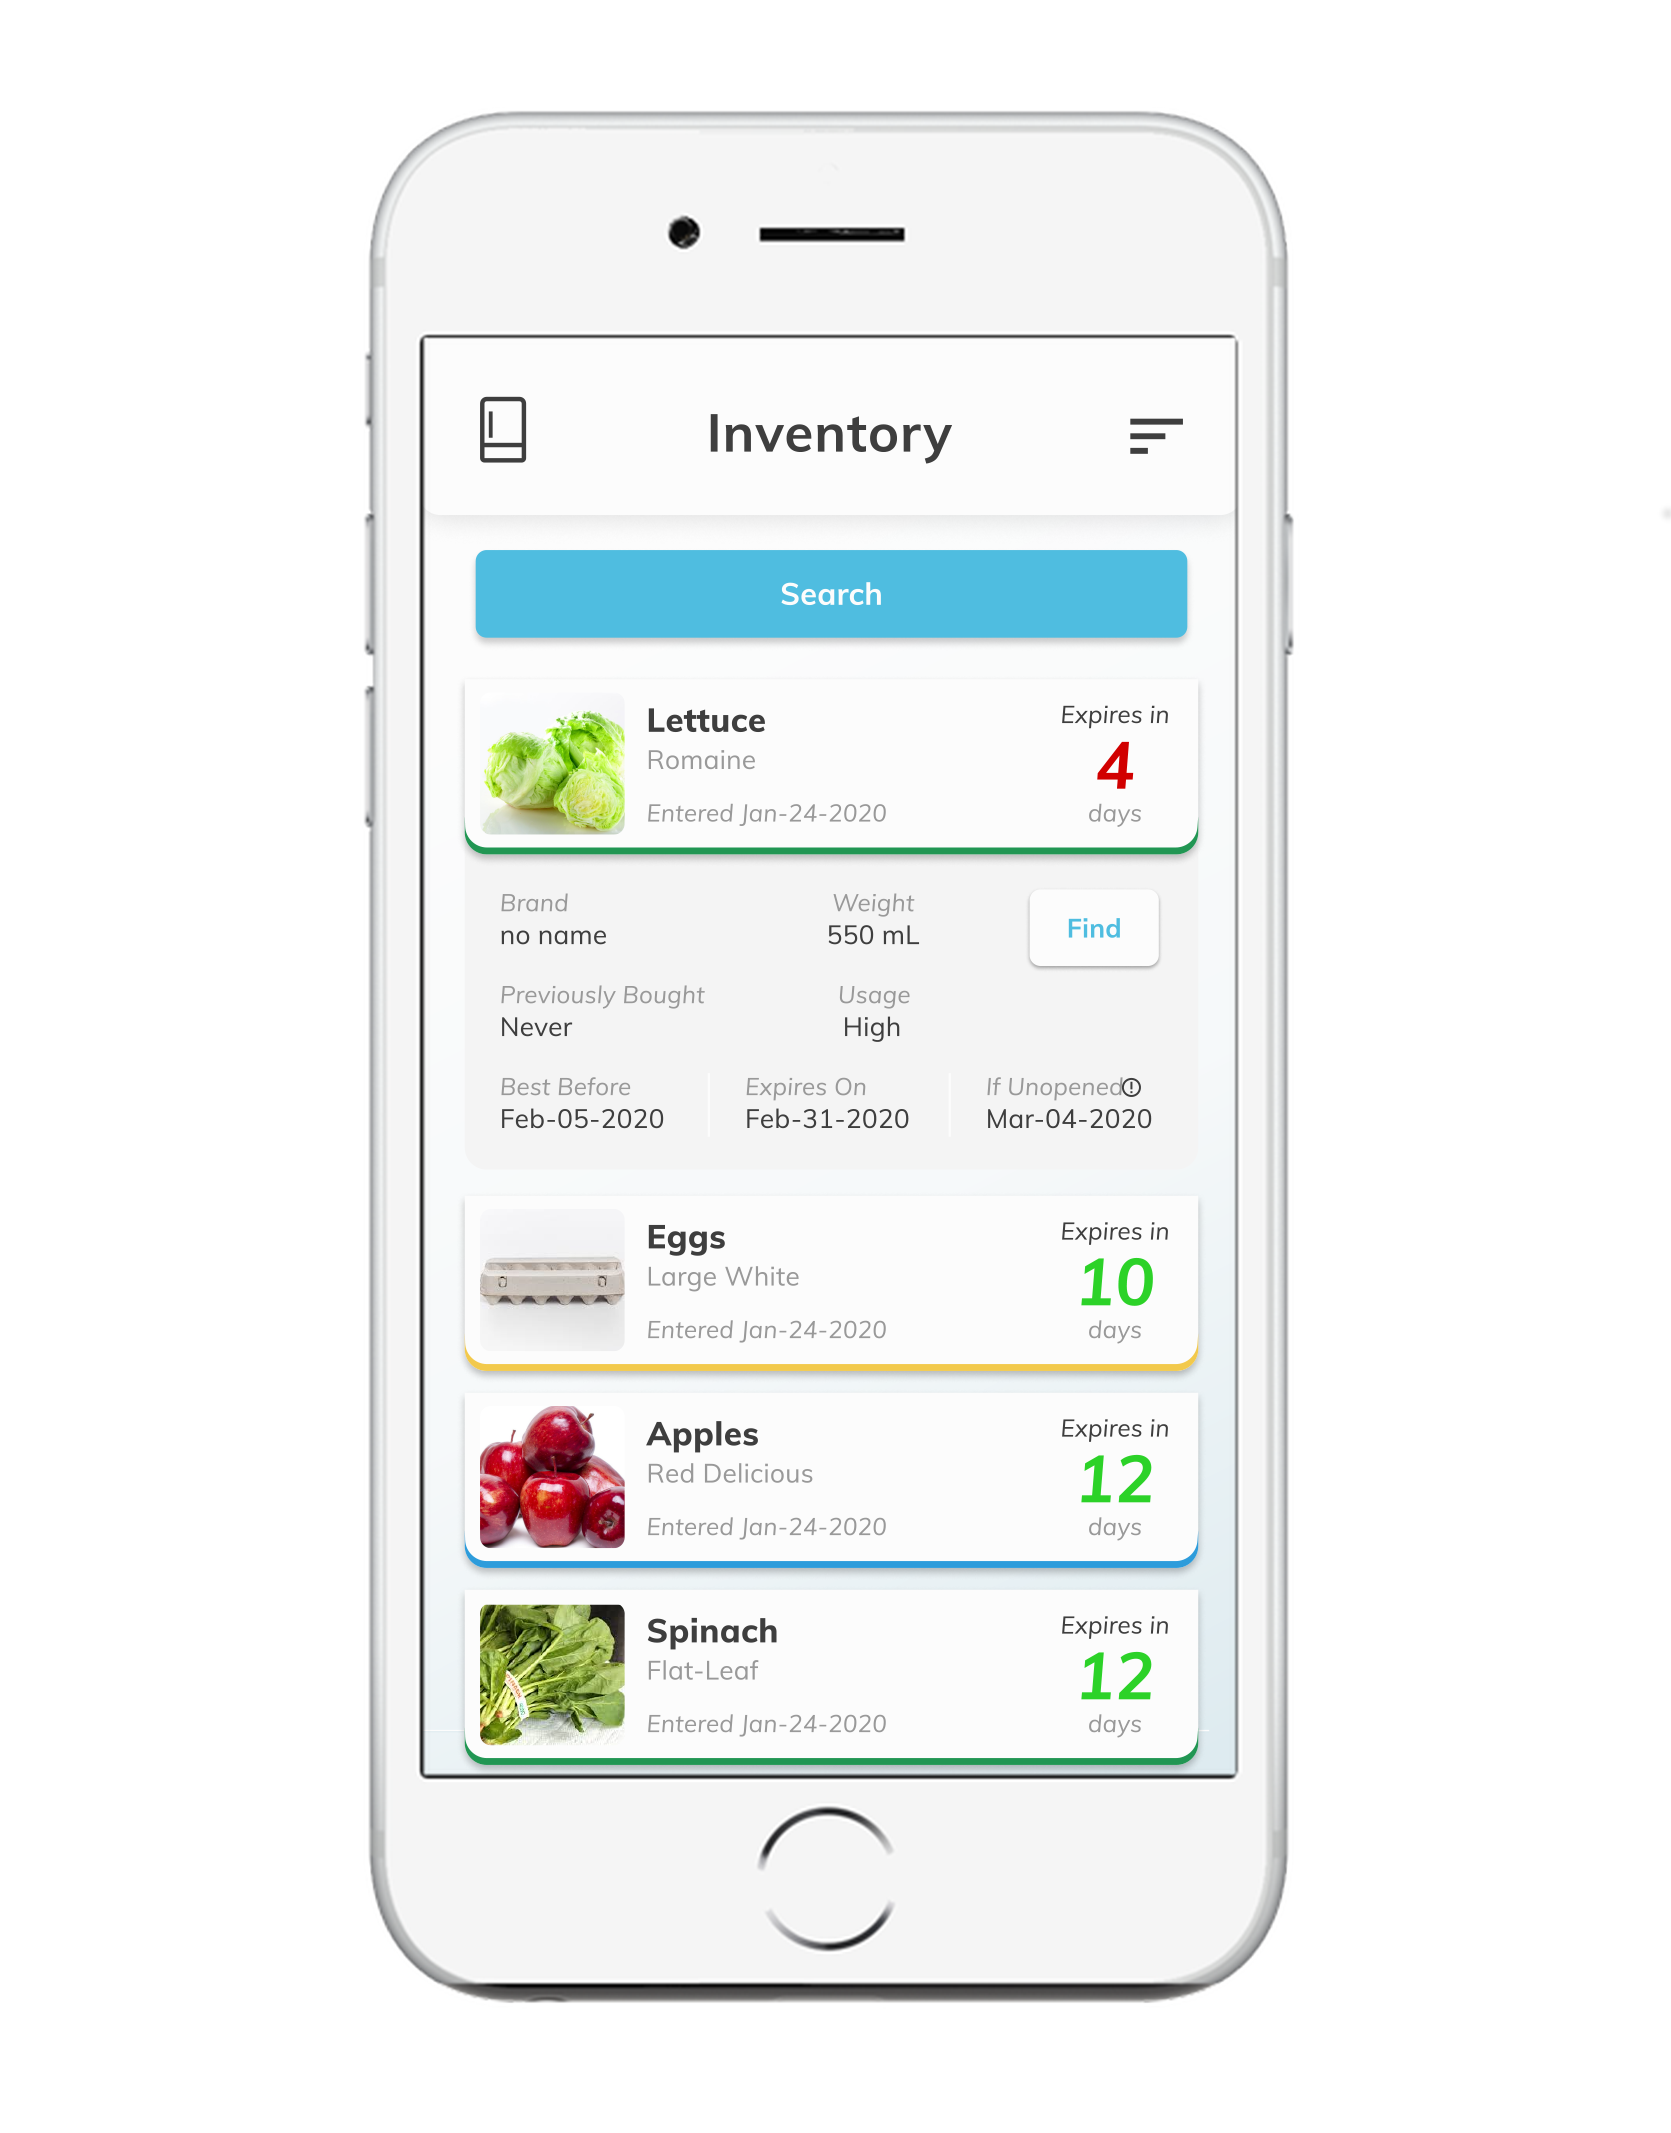 Inventory
Search
Lettuce
Romaine
Entered Jan-24-2020
Expires in
4
days
Brand
no name
Weight
550 mL
Find
Previously Bought
Never
Usage
High
Best Before
Feb-05-2020
Expires On
Feb-31-2020
If Unopened
Mar-04-2020
Eggs
Large White
Entered Jan-24-2020
Expires in
10
days
Apples
Red Delicious
Entered Jan-24-2020
Expires in
12
days
Spinach
Flat-Leaf
Entered Jan-24-2020
Expires in
12
days